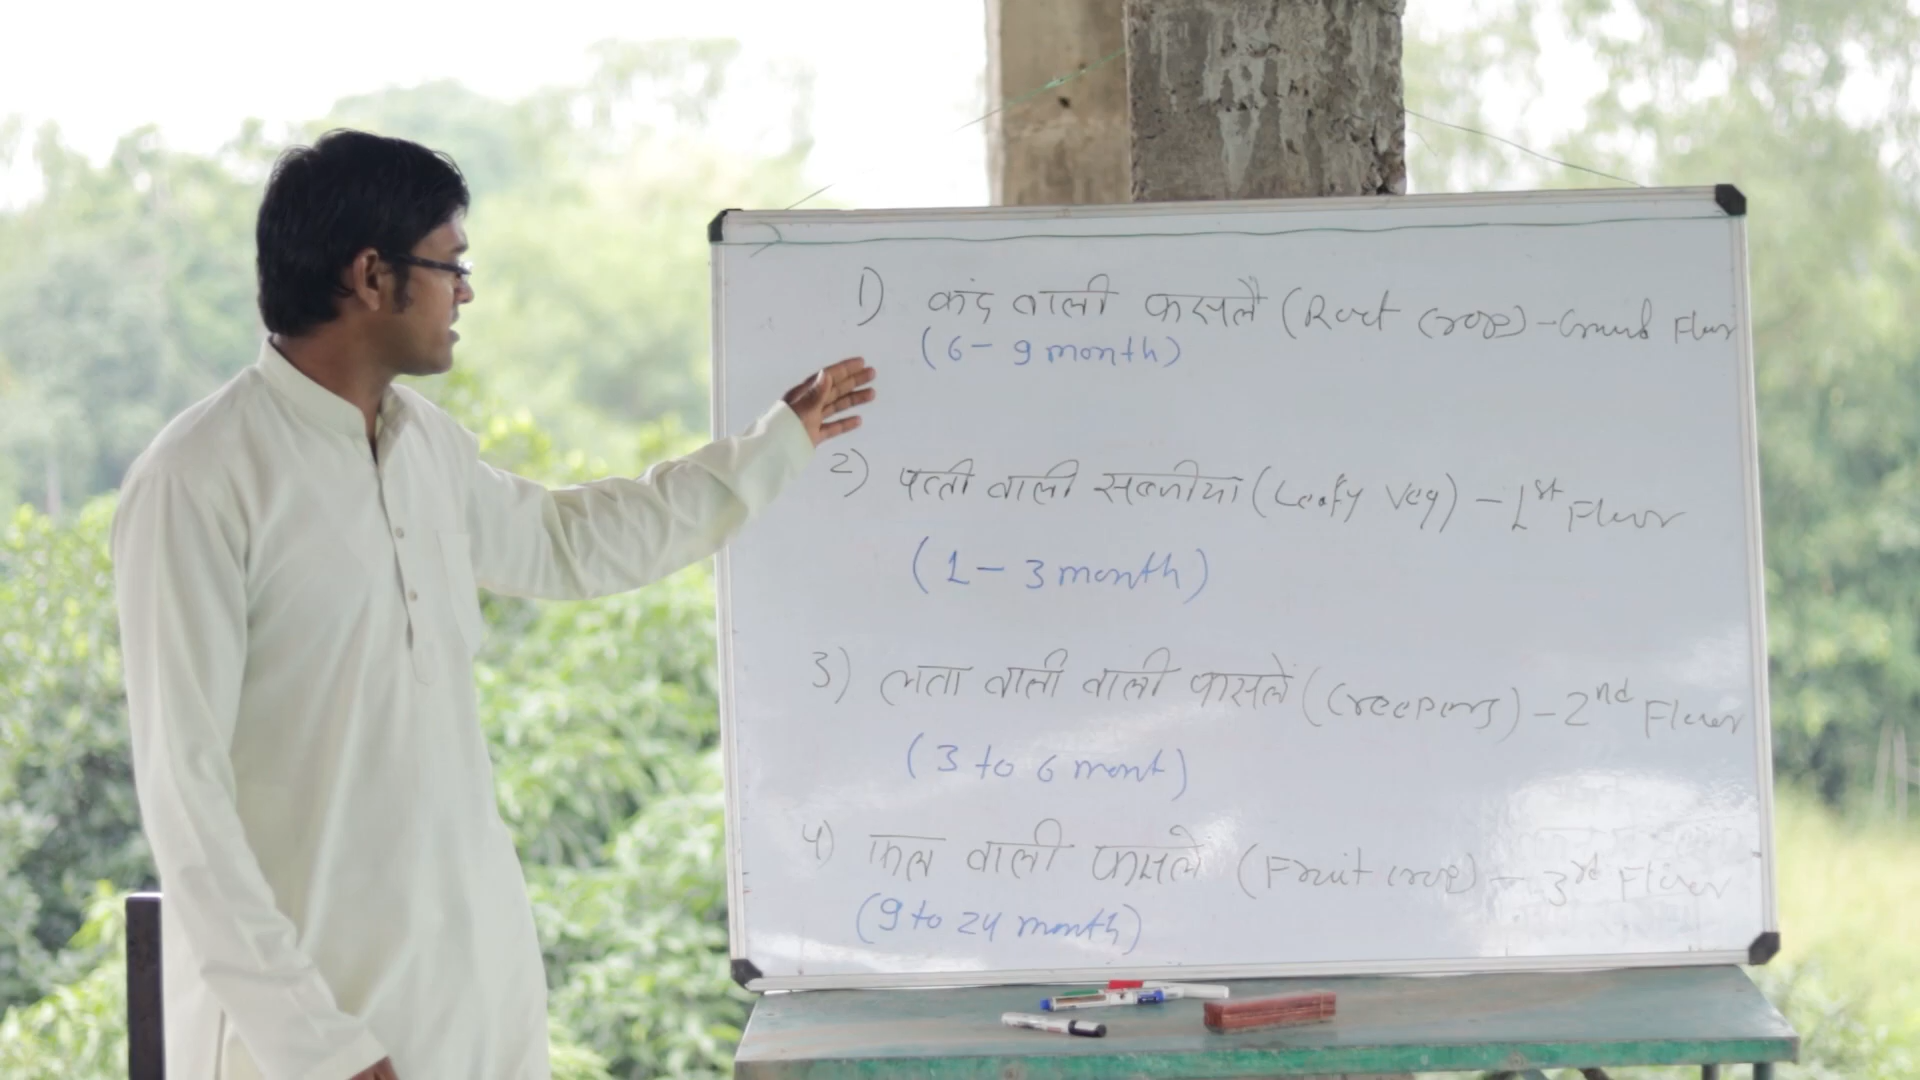 1) कंद वाली फसलें (Root crop) - Ground Floor
(6 - 9 month)
2) पत्ती वाली सब्जीया (Leafy Veg) - 1st Floor
(1 - 3 month)
3) लता वाली वाली फासले (Creepers) - 2nd Floor
(3 to 6 mont)
4) फल वाली फसले (Fruit crop) - 3rd Floor
(9 to 24 month)